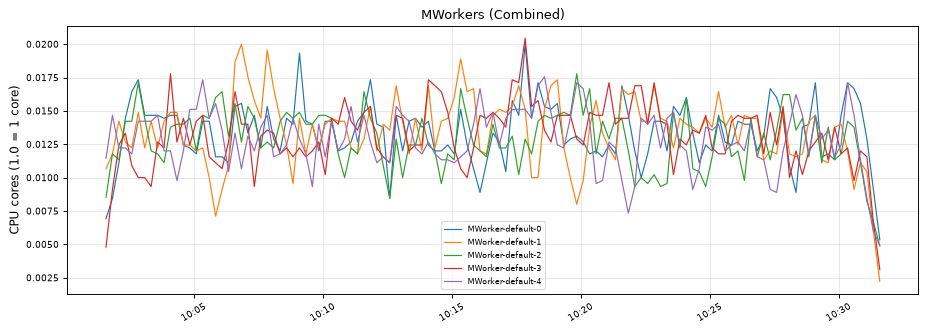 MWorkers (Combined)
CPU cores (1.0 = 1 core)
0.0200
0.0175
0.0150
0.0125
0.0100
0.0075
0.0050
0.0025
MWorker-default-0
MWorker-default-1
MWorker-default-2
MWorker-default-3
MWorker-default-4
10:05
10:10
10:15
10:20
10:25
10:30